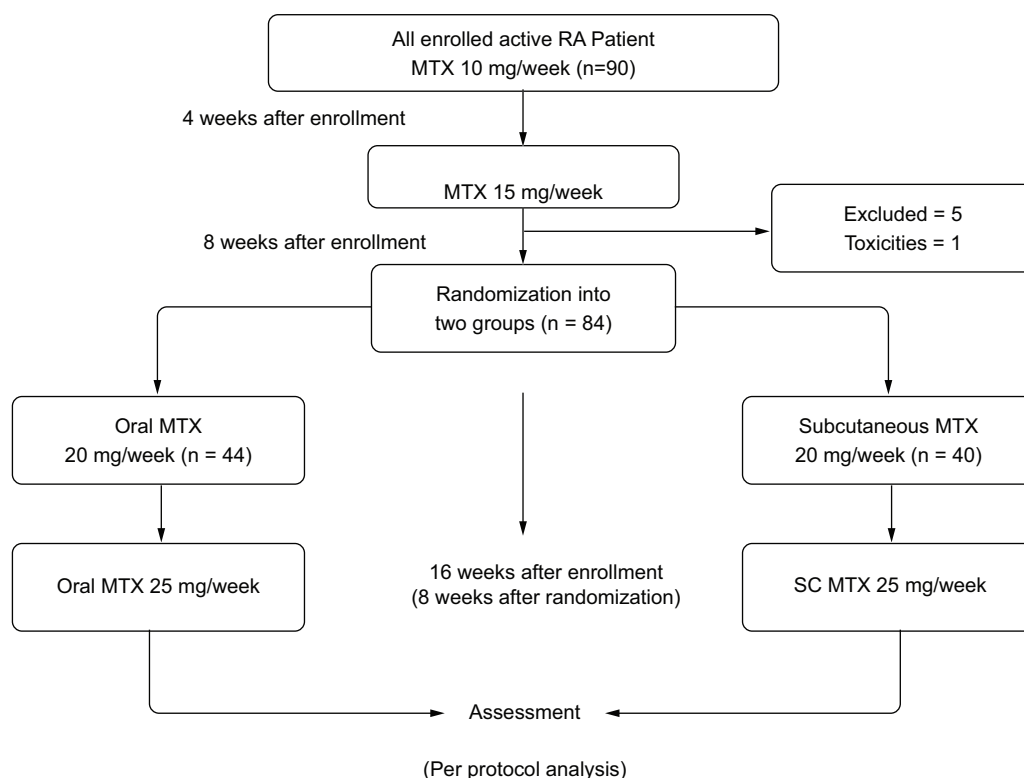 All enrolled active RA Patient
MTX 10 mg/week (n=90)
4 weeks after enrollment
MTX 15 mg/week
Excluded = 5
Toxicities = 1
8 weeks after enrollment
Randomization into
two groups (n = 84)
Oral MTX
20 mg/week (n = 44)
Subcutaneous MTX
20 mg/week (n = 40)
Oral MTX 25 mg/week
16 weeks after enrollment
(8 weeks after randomization)
SC MTX 25 mg/week
Assessment
(Per protocol analysis)